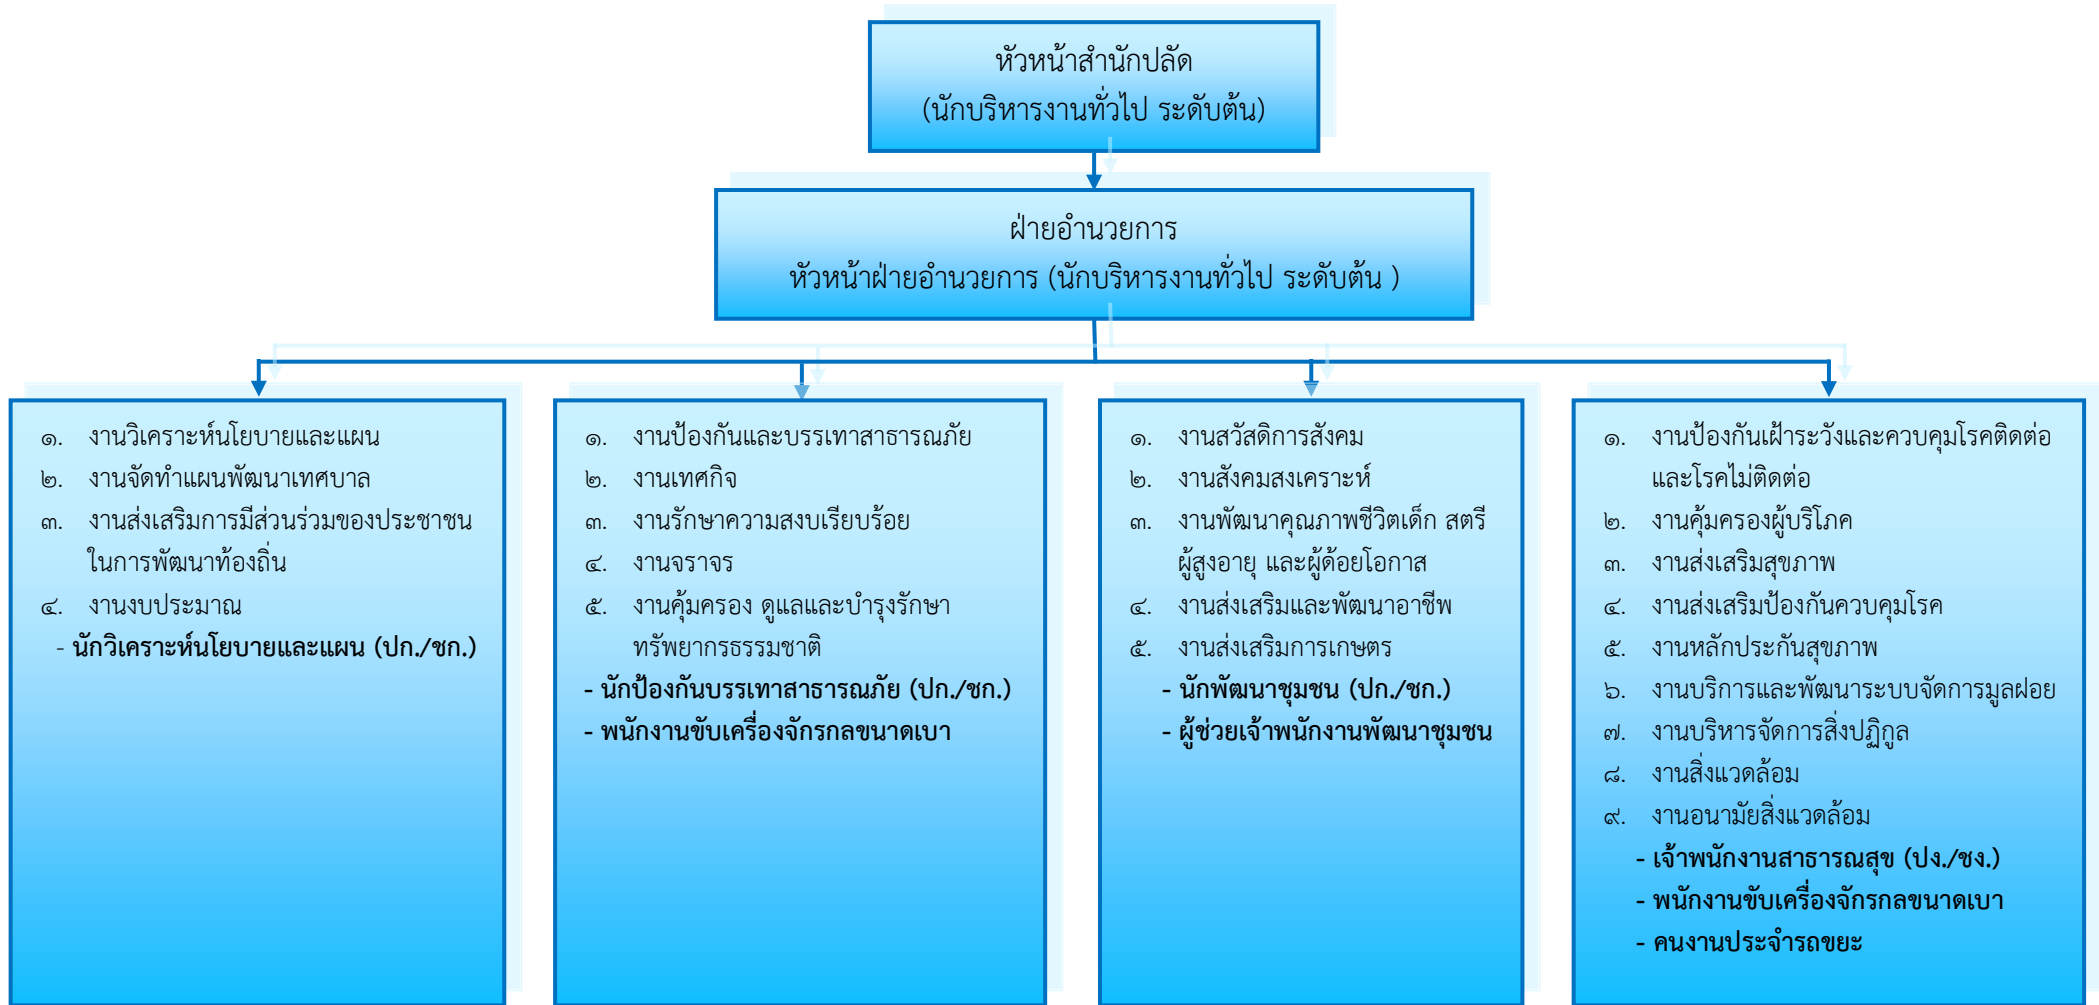 หัวหน้าสำนักปลัด
(นักบริหารงานทั่วไป ระดับต้น)
ฝ่ายอำนวยการ
หัวหน้าฝ่ายอำนวยการ (นักบริหารงานทั่วไป ระดับต้น )
๑. งานวิเคราะห์นโยบายและแผน
๒. งานจัดทำแผนพัฒนาเทศบาล
๓. งานส่งเสริมการมีส่วนร่วมของประชาชน
ในการพัฒนาท้องถิ่น
๔. งานงบประมาณ
- นักวิเคราะห์นโยบายและแผน (ปก./ชก.)
๑. งานป้องกันและบรรเทาสาธารณภัย
๒. งานเทศกิจ
๓. งานรักษาความสงบเรียบร้อย
๔. งานจราจร
๕. งานคุ้มครอง ดูแลและบำรุงรักษา
ทรัพยากรธรรมชาติ
- นักป้องกันบรรเทาสาธารณภัย (ปก./ชก.)
- พนักงานขับเครื่องจักรกลขนาดเบา
๑. งานสวัสดิการสังคม
๒. งานสังคมสงเคราะห์
๓. งานพัฒนาคุณภาพชีวิตเด็ก สตรี
ผู้สูงอายุ และผู้ด้อยโอกาส
๔. งานส่งเสริมและพัฒนาอาชีพ
๕. งานส่งเสริมการเกษตร
- นักพัฒนาชุมชน (ปก./ชก.)
- ผู้ช่วยเจ้าพนักงานพัฒนาชุมชน
๑. งานป้องกันเฝ้าระวังและควบคุมโรคติดต่อ
และโรคไม่ติดต่อ
๒. งานคุ้มครองผู้บริโภค
๓. งานส่งเสริมสุขภาพ
๔. งานส่งเสริมป้องกันควบคุมโรค
๕. งานหลักประกันสุขภาพ
๖. งานบริการและพัฒนาระบบจัดการมูลฝอย
๗. งานบริหารจัดการสิ่งปฏิกูล
๘. งานสิ่งแวดล้อม
๙. งานอนามัยสิ่งแวดล้อม
- เจ้าพนักงานสาธารณสุข (ปง./ชง.)
- พนักงานขับเครื่องจักรกลขนาดเบา
- คนงานประจำรถขยะ